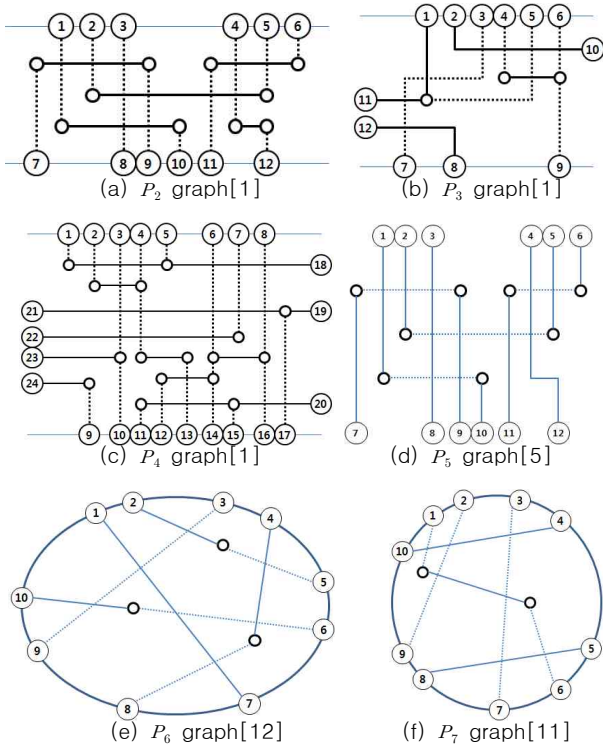 1 2 3 4 5 6
7 8 9 10 11 12
(a) P2 graph[1]
1 2 3 4 5 6
10
11
12
7 8 9
(b) P3 graph[1]
1 2 3 4 5 6 7 8
18
21 19
22
23
24
20
9 10 11 12 13 14 15 16 17
(c) P4 graph[1]
1 2 3 4 5 6
7 8 9 10 11 12
(d) P5 graph[5]
1 2 3 4
5
10
6
9
8 7
(e) P6 graph[12]
1 2 3
4
10
9
8
5
6
7
(f) P7 graph[11]